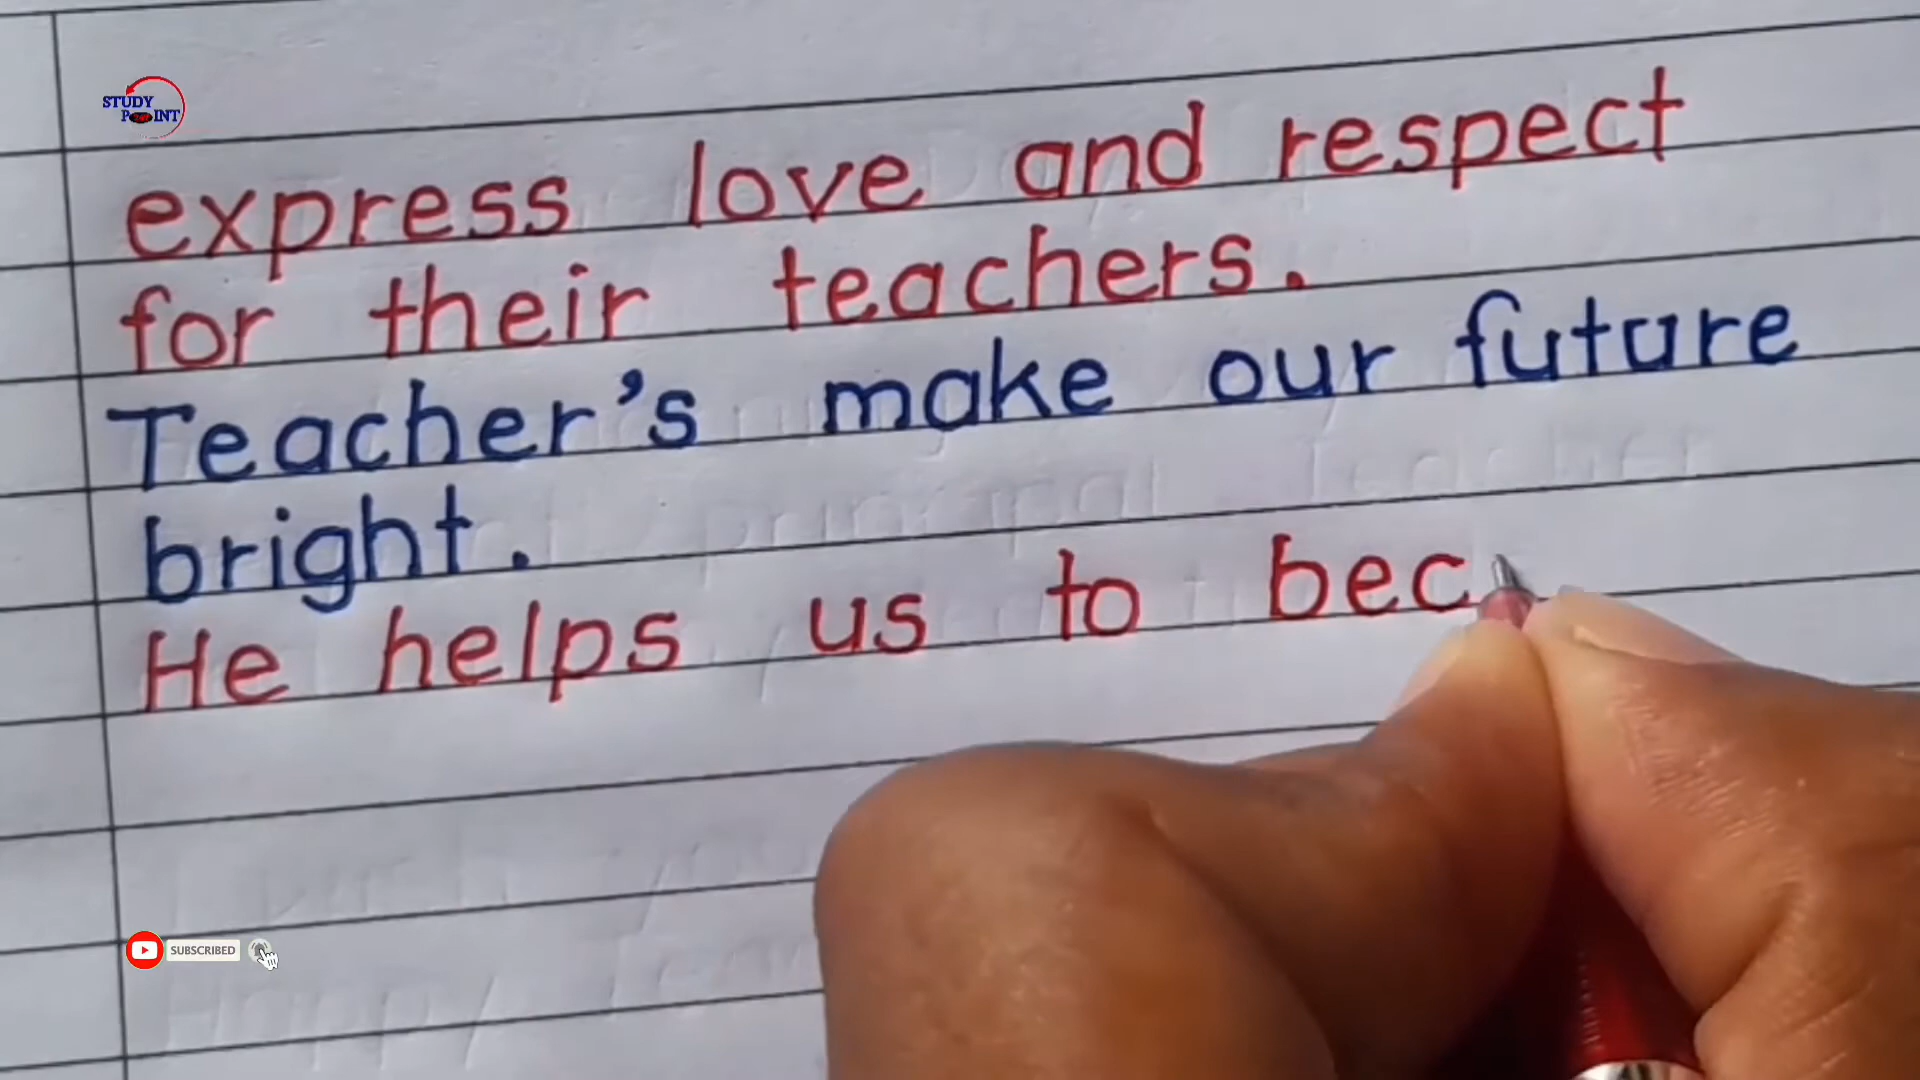 STUDY
POINT
express love and respect
for their teachers.
Teacher's make our future
bright.
He helps us to bec
SUBSCRIBED